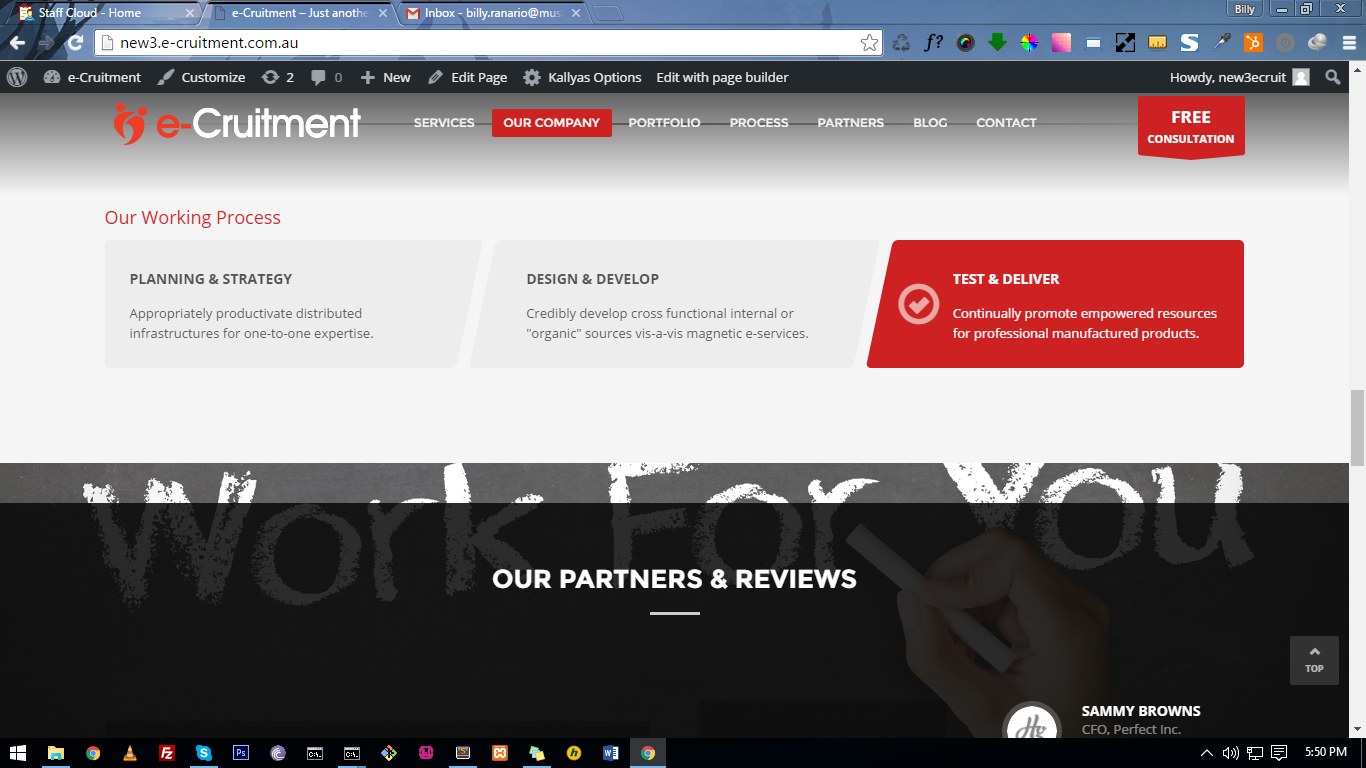 Staff Cloud - Home
e-Cruitment – Just anothe
Inbox - billy.ranario@mus
Billy
new3.e-cruitment.com.au
f?
e-Cruitment
Customize
2
0
New
Edit Page
Kallyas Options
Edit with page builder
Howdy, new3ecruit
e-Cruitment
SERVICES
OUR COMPANY
PORTFOLIO
PROCESS
PARTNERS
BLOG
CONTACT
FREE
CONSULTATION
Our Working Process
PLANNING & STRATEGY
Appropriately productivate distributed
infrastructures for one-to-one expertise.
DESIGN & DEVELOP
Credibly develop cross functional internal or
"organic" sources vis-a-vis magnetic e-services.
TEST & DELIVER
Continually promote empowered resources
for professional manufactured products.
Work For You
OUR PARTNERS & REVIEWS
TOP
SAMMY BROWNS
CFO, Perfect Inc.
5:50 PM